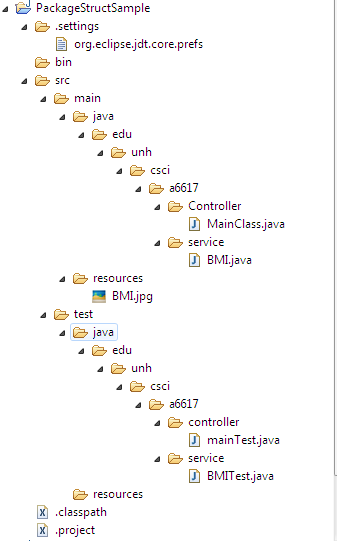 PackageStructSample
.settings
org.eclipse.jdt.core.prefs
bin
src
main
java
edu
unh
csci
a6617
Controller
MainClass.java
service
BMI.java
resources
BMI.jpg
test
java
edu
unh
csci
a6617
controller
mainTest.java
service
BMITest.java
resources
.classpath
.project